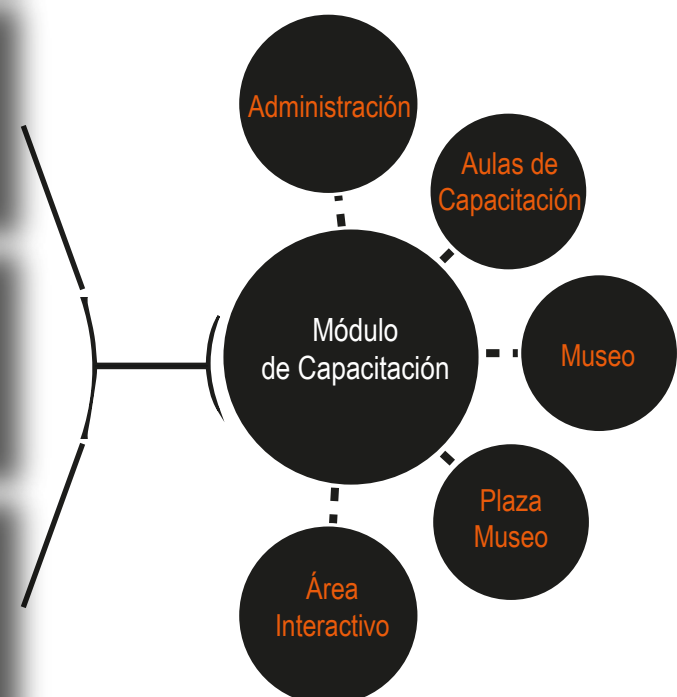 Administración
Aulas de
Capacitación
Módulo
de Capacitación
Museo
Plaza
Museo
Área
Interactivo